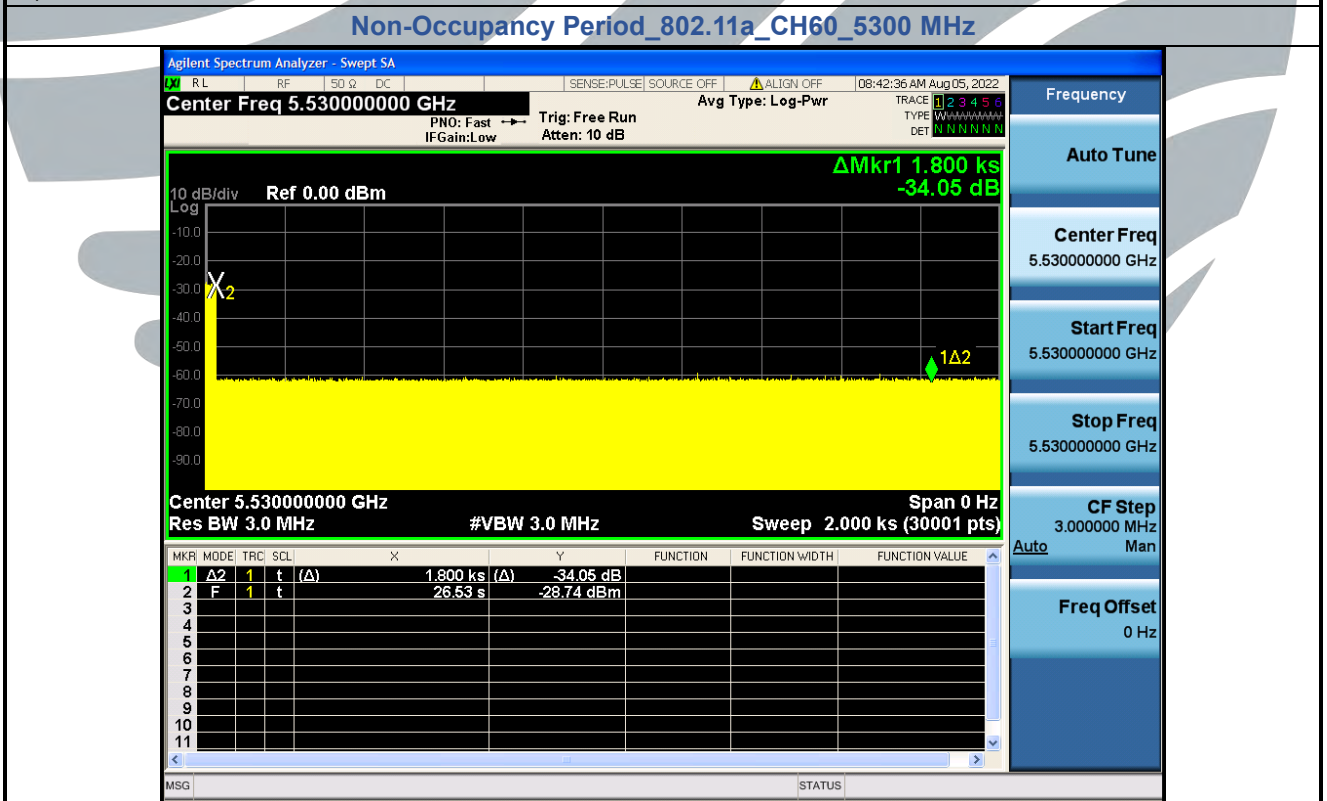 Non-Occupancy Period_802.11a_CH60_5300 MHz
Agilent Spectrum Analyzer - Swept SA
LXI RL RF 50 Ω DC SENSE:PULSE SOURCE OFF ALIGN OFF 08:42:36 AM Aug 05, 2022
Center Freq 5.530000000 GHz
PNO: Fast
IFGain:Low
Trig: Free Run
Atten: 10 dB
Avg Type: Log-Pwr
TRACE 1 2 3 4 5 6
TYPE WWWWWW
DET N N N N N N
ΔMkr1 1.800 ks
-34.05 dB
10 dB/div Ref 0.00 dBm
Log
-10.0
-20.0
-30.0
-40.0
-50.0
-60.0
-70.0
-80.0
-90.0
X2
1Δ2
Center 5.530000000 GHz Span 0 Hz
Res BW 3.0 MHz #VBW 3.0 MHz Sweep 2.000 ks (30001 pts)
MKR MODE TRC SCL X Y FUNCTION FUNCTION WIDTH FUNCTION VALUE
1 Δ2 1 t (Δ) 1.800 ks (Δ) -34.05 dB
2 F 1 t 26.53 s -28.74 dBm
3
4
5
6
7
8
9
10
11
MSG STATUS
Frequency
Auto Tune
Center Freq
5.530000000 GHz
Start Freq
5.530000000 GHz
Stop Freq
5.530000000 GHz
CF Step
3.000000 MHz
Auto Man
Freq Offset
0 Hz